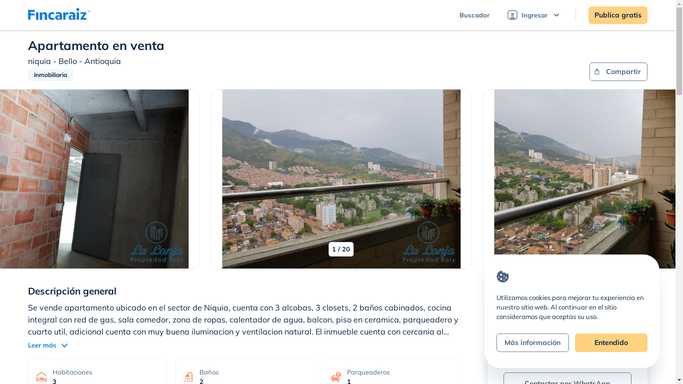 Fincaraiz
Buscador
Ingresar
Publica gratis
Apartamento en venta
niquia - Bello - Antioquia
Inmobiliaria
Compartir
La Lonja
Propiedad Raíz
La Lonja
Propiedad Raíz
1 / 20
Descripción general
Se vende apartamento ubicado en el sector de Niquia, cuenta con 3 alcobas, 3 closets, 2 baños cabinados, cocina
integral con red de gas, sala comedor, zona de ropas, calentador de agua, balcon, piso en ceramica, parqueadero y
cuarto util, adicional cuenta con muy buena iluminacion y ventilacion natural. El inmueble cuenta con cercania al...
Leer más
Habitaciones
3
Baños
2
Parqueaderos
1
Utilizamos cookies para mejorar tu experiencia en
nuestro sitio web. Al continuar en el sitio
consideramos que aceptas su uso.
Más información
Entendido
Contactar por WhatsApp